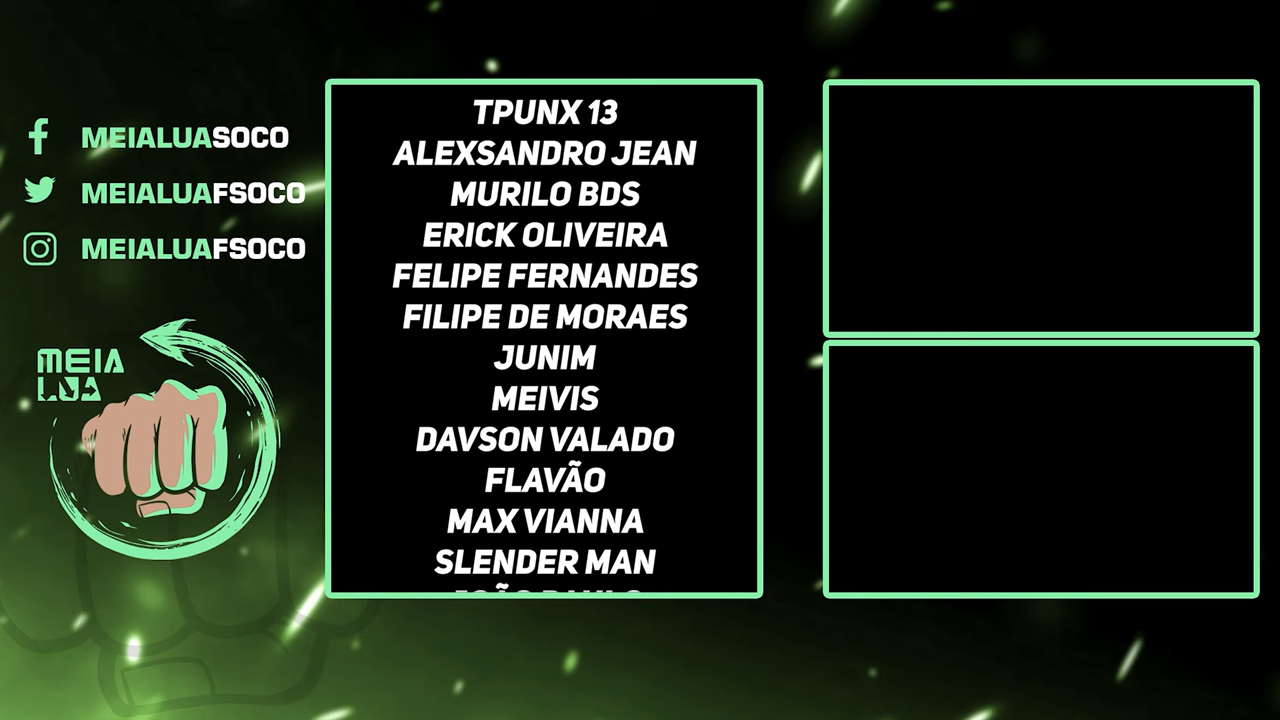 MEIALUASOCO
MEIALUAFSOCO
MEIALUAFSOCO
MEIA
LUA
TPUNX 13
ALEXSANDRO JEAN
MURILO BDS
ERICK OLIVEIRA
FELIPE FERNANDES
FILIPE DE MORAES
JUNIM
MEIVIS
DAVSON VALADO
FLAVÃO
MAX VIANNA
SLENDER MAN